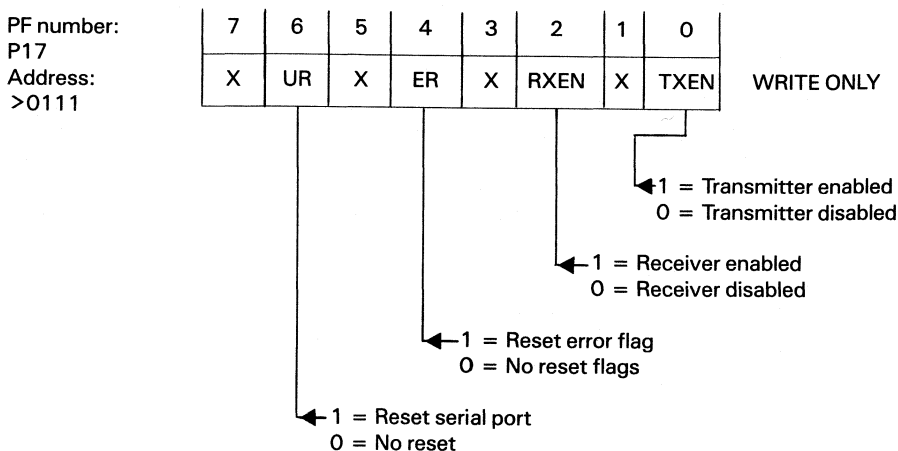 PF number:
P17
Address:
>0111
7 6 5 4 3 2 1 0
X UR X ER X RXEN X TXEN WRITE ONLY
1 = Transmitter enabled
0 = Transmitter disabled
1 = Receiver enabled
0 = Receiver disabled
1 = Reset error flag
0 = No reset flags
1 = Reset serial port
0 = No reset